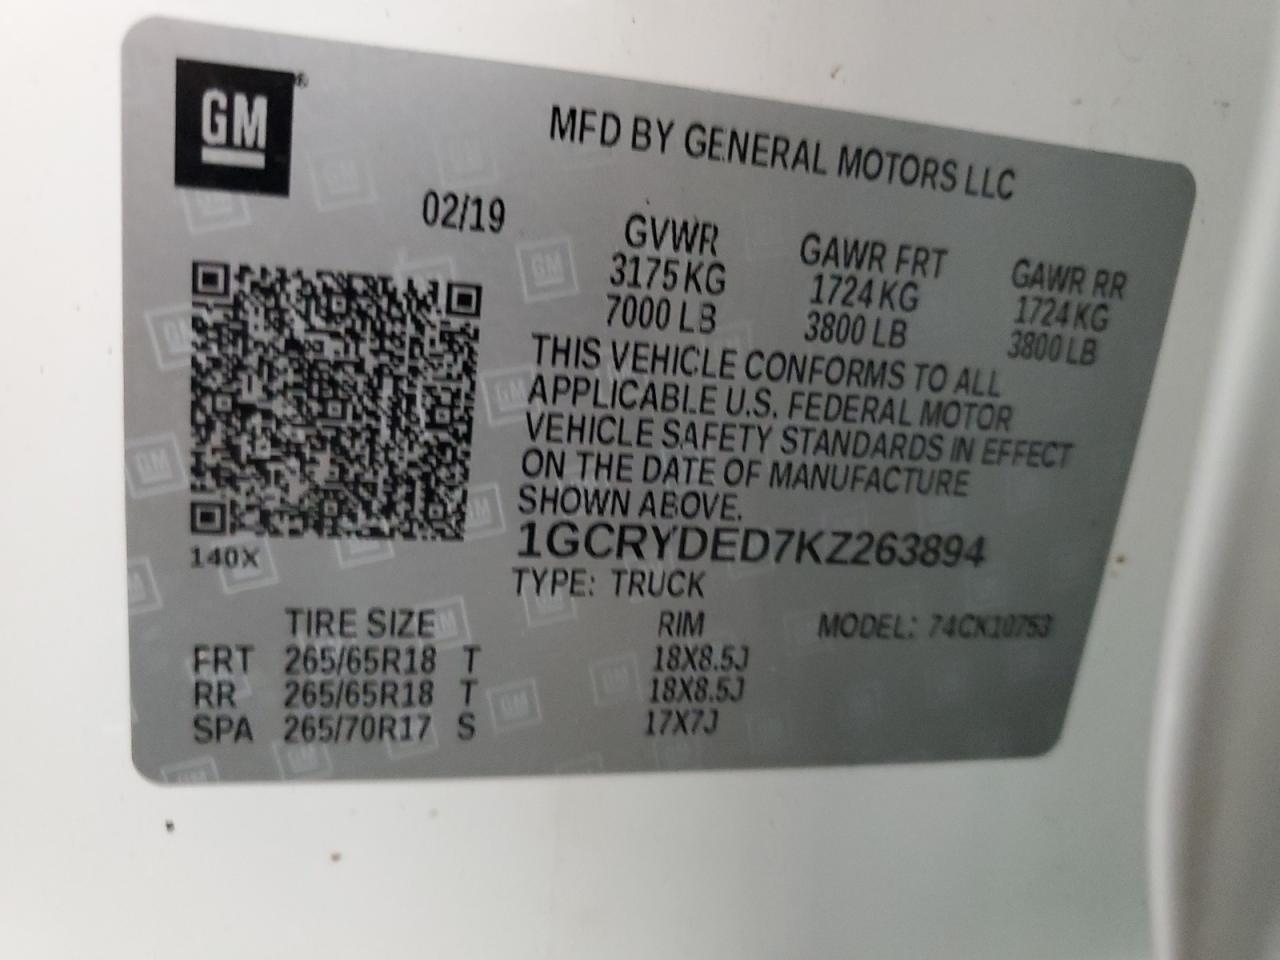 GM
MFD BY GENERAL MOTORS LLC
02/19
GVWR GAWR FRT GAWR RR
3175 KG 1724 KG 1724 KG
7000 LB 3800 LB 3800 LB
THIS VEHICLE CONFORMS TO ALL
APPLICABLE U.S. FEDERAL MOTOR
VEHICLE SAFETY STANDARDS IN EFFECT
ON THE DATE OF MANUFACTURE
SHOWN ABOVE.
140X
1GCRYDED7KZ263894
TYPE: TRUCK
TIRE SIZE RIM MODEL: 74CK10753
FRT 265/65R18 T 18X8.5J
RR 265/65R18 T 18X8.5J
SPA 265/70R17 S 17X7J